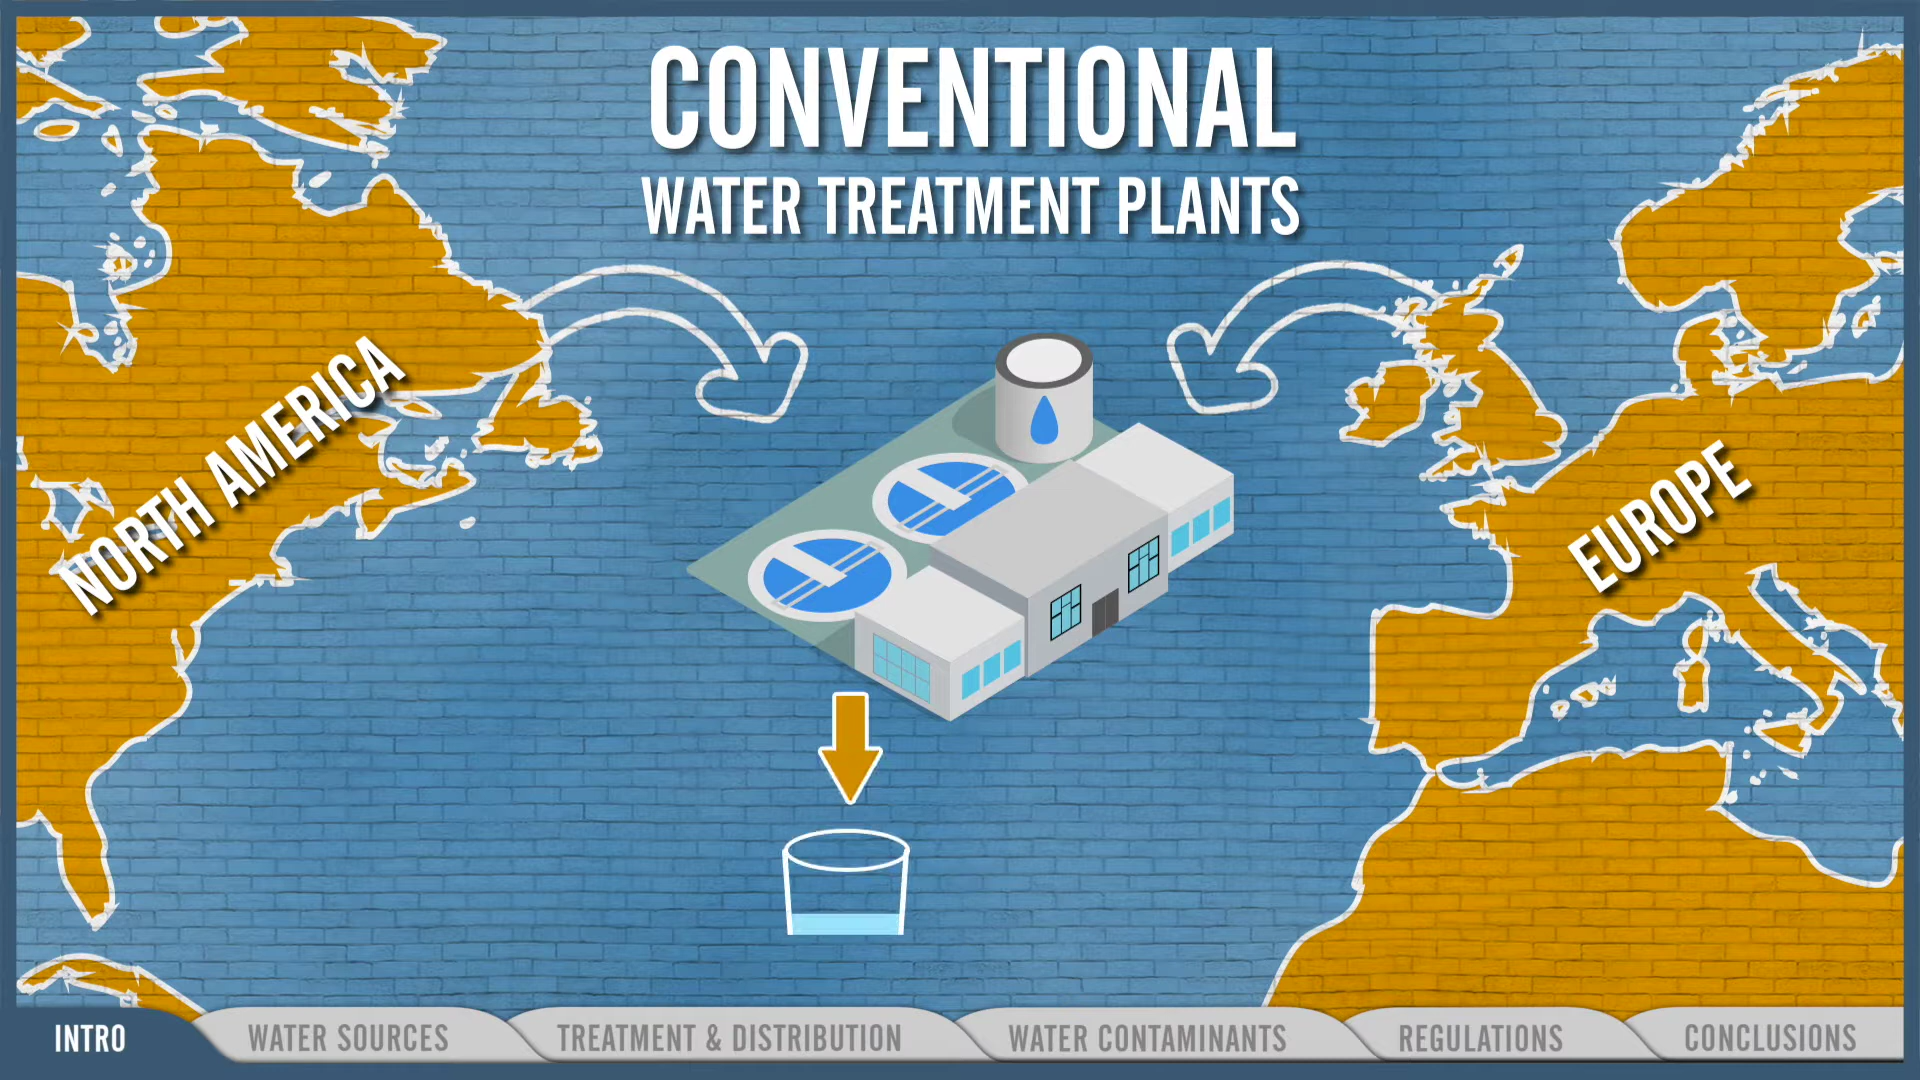 CONVENTIONAL
WATER TREATMENT PLANTS
NORTH AMERICA
EUROPE
INTRO
WATER SOURCES
TREATMENT & DISTRIBUTION
WATER CONTAMINANTS
REGULATIONS
CONCLUSIONS